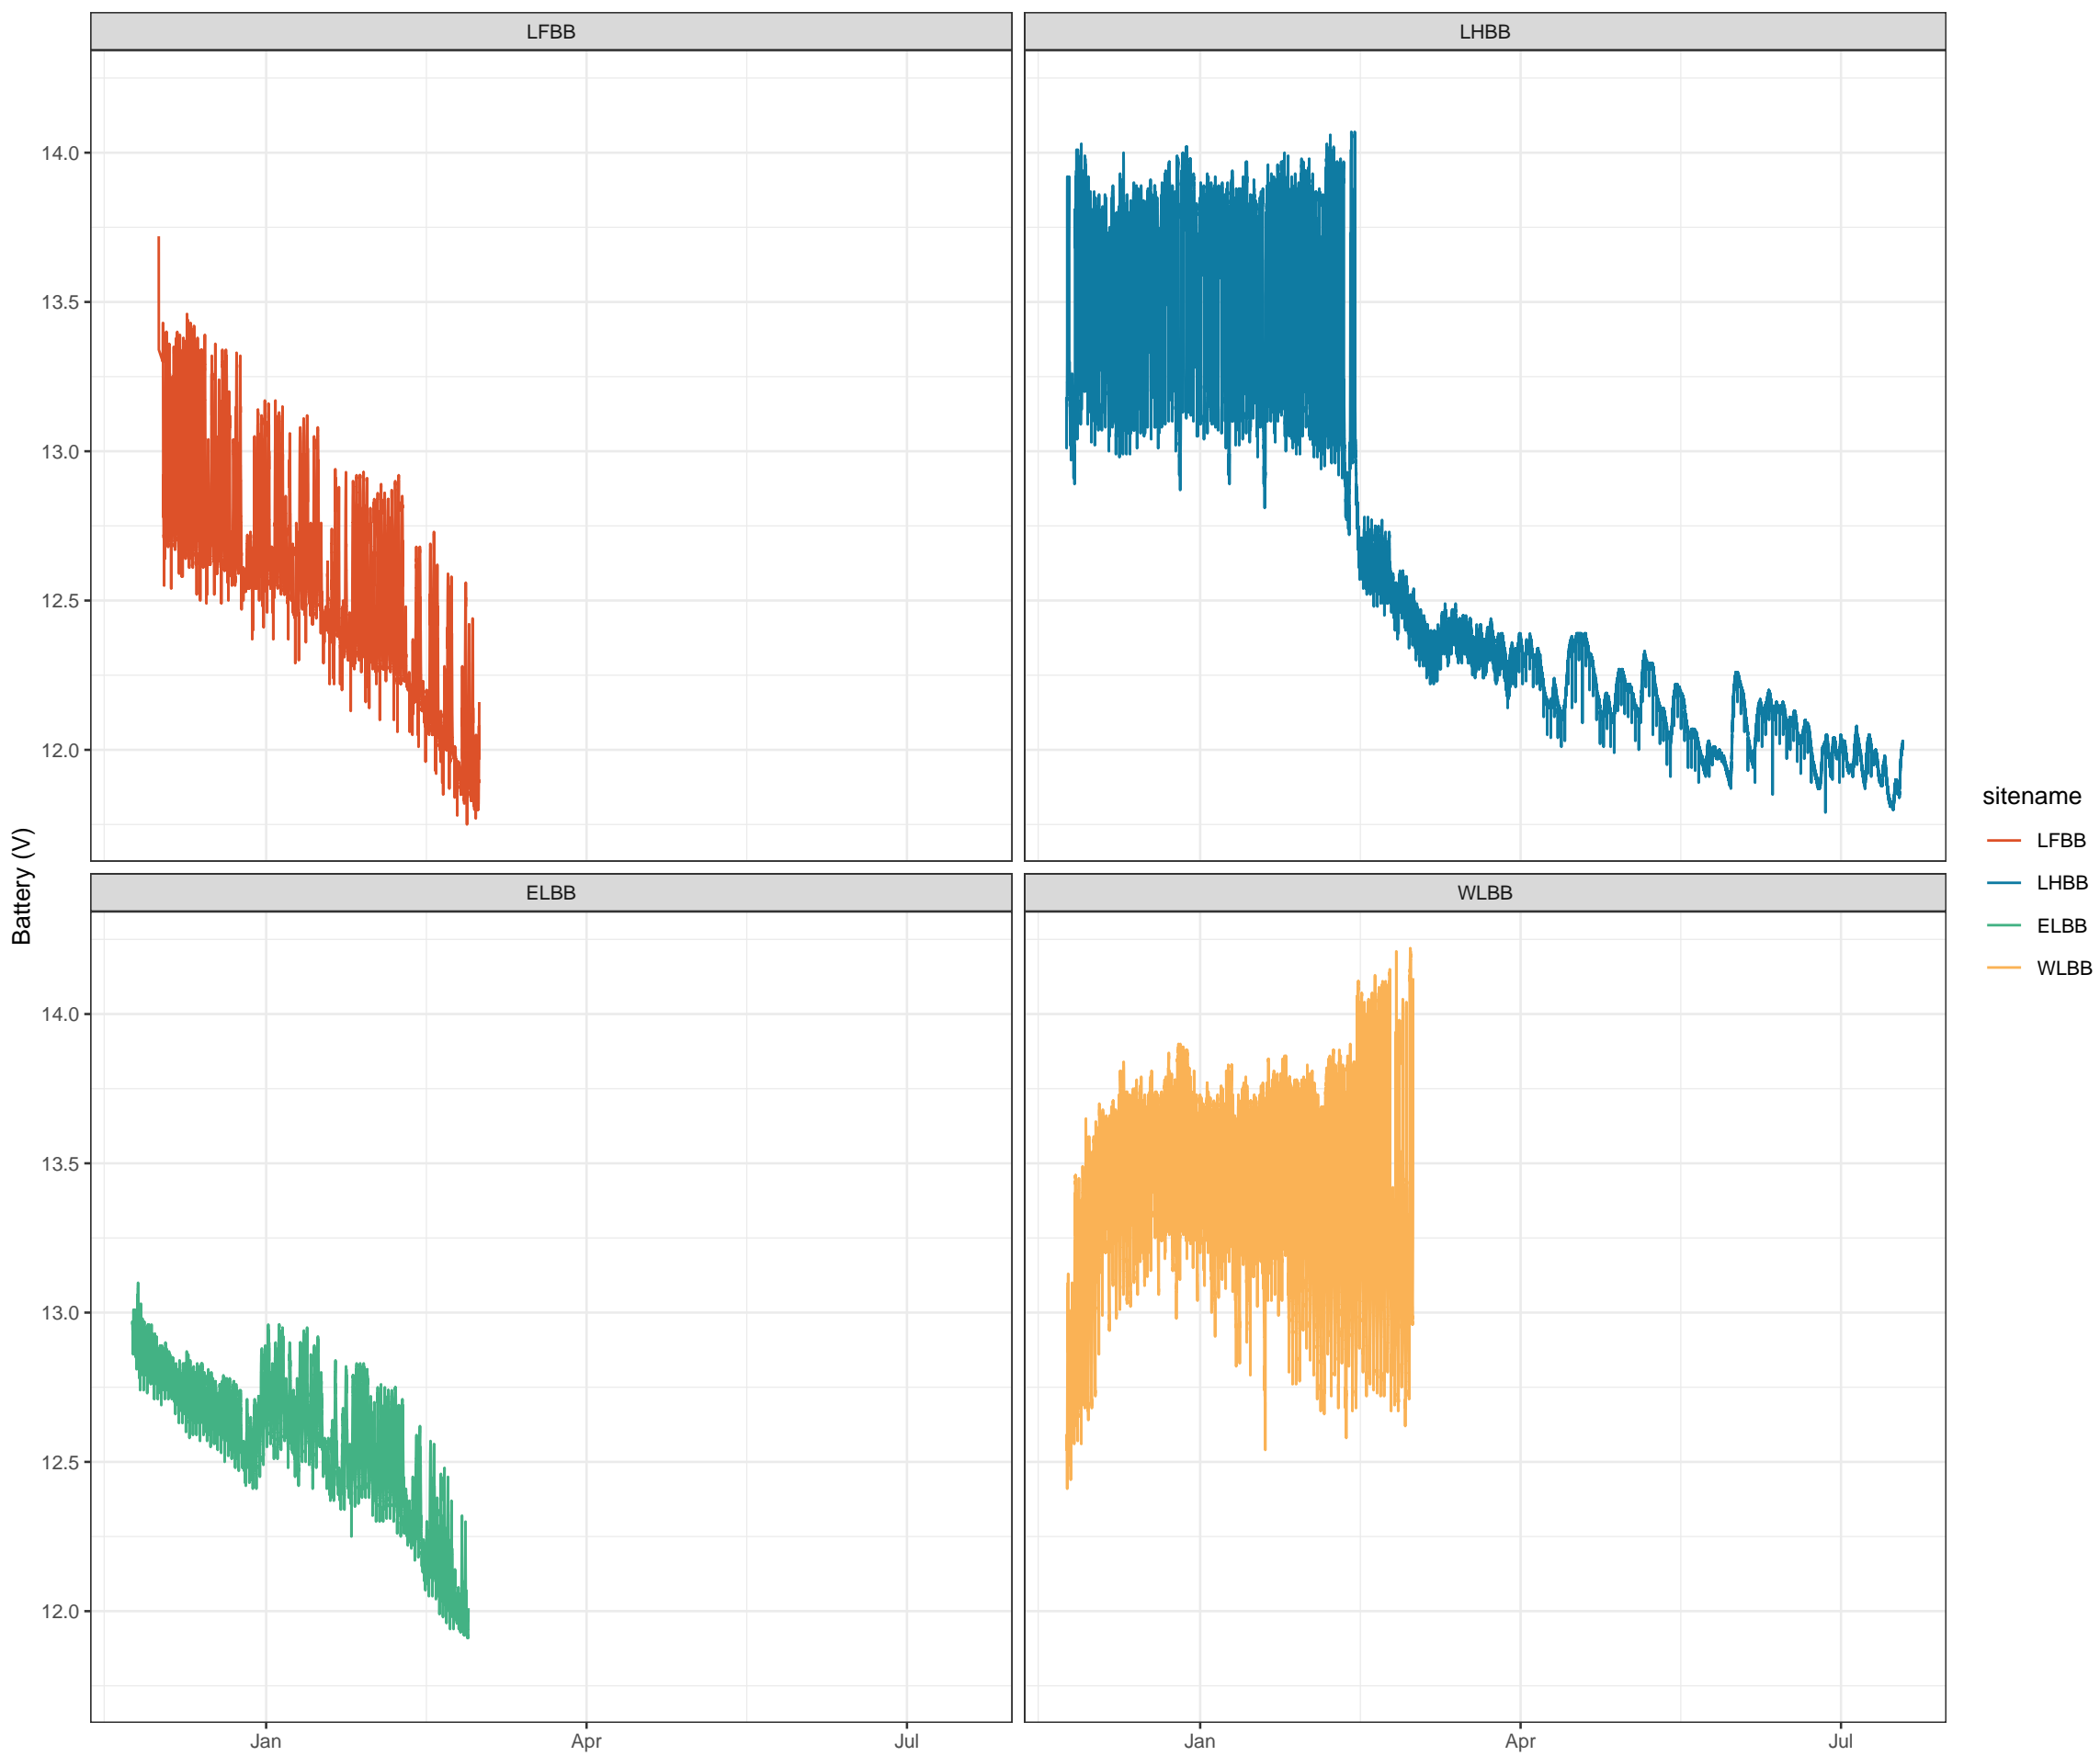 LFBB
LHBB
14.0
13.5
13.0
12.5
12.0
Battery (V)
ELBB
WLBB
14.0
13.5
13.0
12.5
12.0
Jan
Apr
Jul
Jan
Apr
Jul
sitename
LFBB
LHBB
ELBB
WLBB